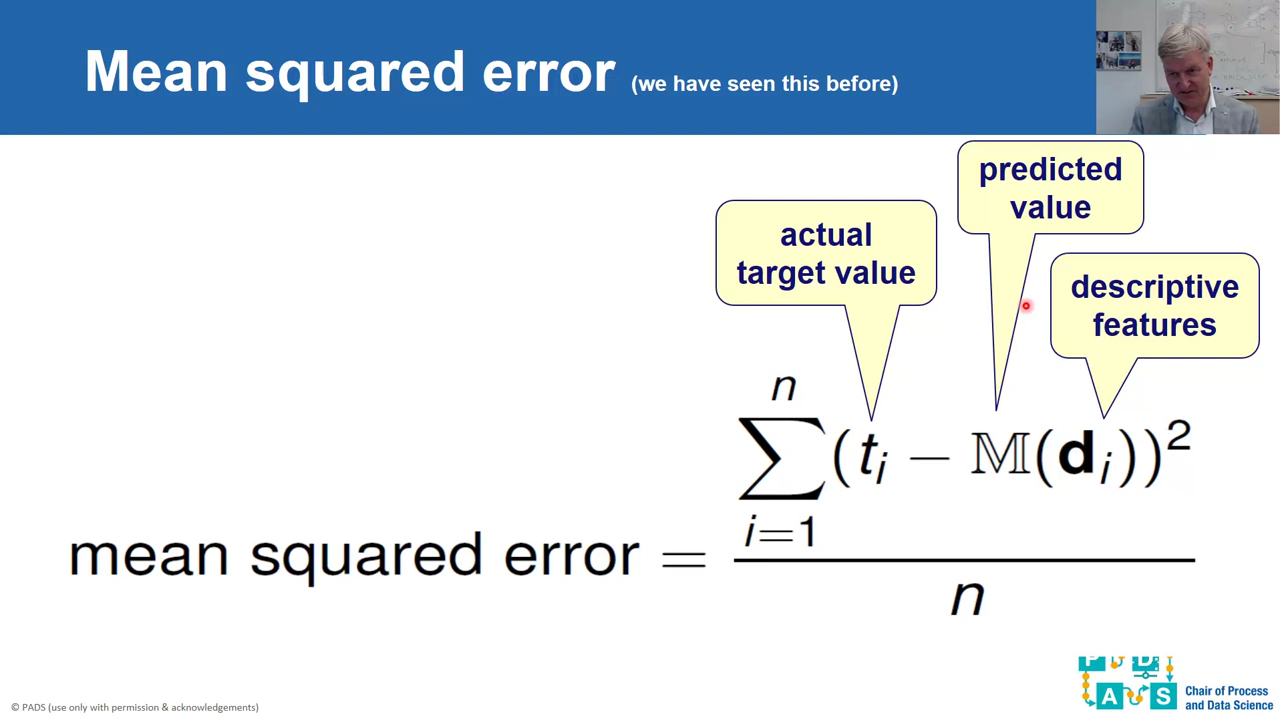 Mean squared error (we have seen this before)
predicted
value
actual
target value
descriptive
features
n
∑(tᵢ − 𝕄(𝐝ᵢ))²
i=1
mean squared error =
n
P A D S
Chair of Process
and Data Science
© PADS (use only with permission & acknowledgements)